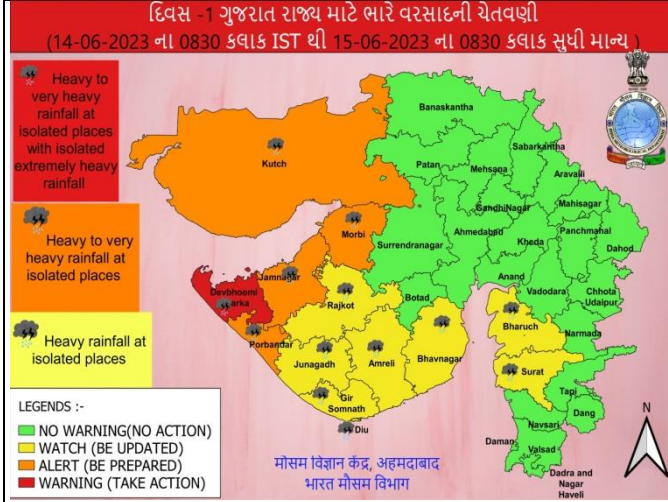 દિવસ -1 ગુજરાત રાજ્ય માટે ભારે વરસાદની ચેતવણી
(14-06-2023 ના 0830 કલાક IST થી 15-06-2023 ના 0830 કલાક સુધી માન્ય )
Heavy to
very heavy
rainfall at
isolated places
with isolated
extremely heavy
rainfall
Heavy to very
heavy rainfall at
isolated places
Heavy rainfall at
isolated places
Banaskantha
Kutch
Patan
Mehsana
Sabarkantha
Aravalli
GandhiNagar
Mahisagar
Morbi
Surrendranagar
Ahmedabad
Kheda
Panchmahal
Dahod
Jamnagar
Devbhoomi
arka
Rajkot
Botad
Anand
Vadodara
Chhota
Udaipur
Porbandar
Junagadh
Amreli
Bhavnagar
Bharuch
Narmada
Gir
Somnath
Diu
Surat
Tapi
Dang
Navsari
Daman
Valsad
Dadra and
Nagar
Haveli
N
LEGENDS :-
NO WARNING(NO ACTION)
WATCH (BE UPDATED)
ALERT (BE PREPARED)
WARNING (TAKE ACTION)
मौसम विज्ञान केंद्र, अहमदाबाद
भारत मौसम विभाग